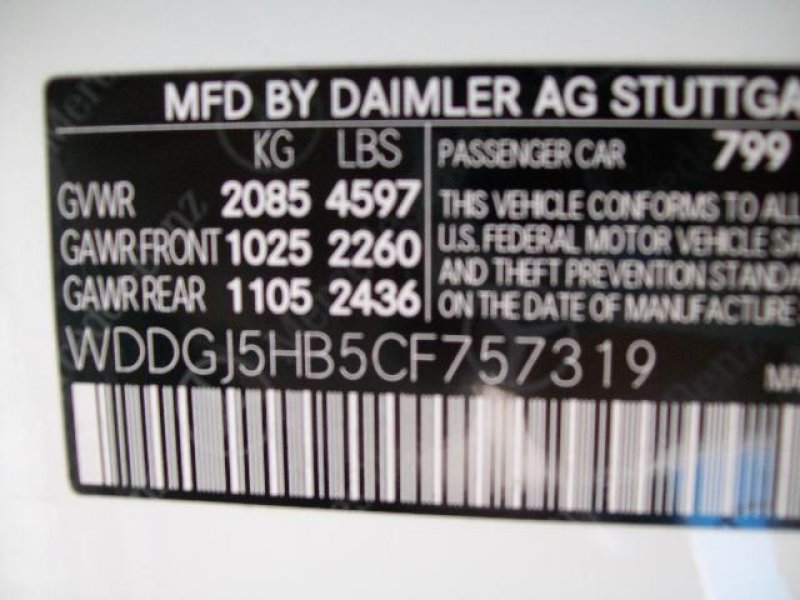 MFD BY DAIMLER AG STUTTGA
KG LBS
GVWR 2085 4597
GAWR FRONT 1025 2260
GAWR REAR 1105 2436
PASSENGER CAR 799
THIS VEHICLE CONFORMS TO ALL
U.S. FEDERAL MOTOR VEHICLE SA
AND THEFT PREVENTION STANDA
ON THE DATE OF MANUFACTURE
WDDGJ5HB5CF757319
MA